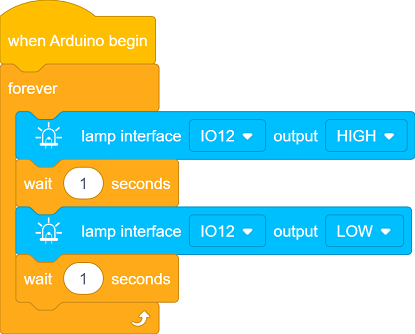 when Arduino begin
forever
lamp interface IO12 output HIGH
wait 1 seconds
lamp interface IO12 output LOW
wait 1 seconds